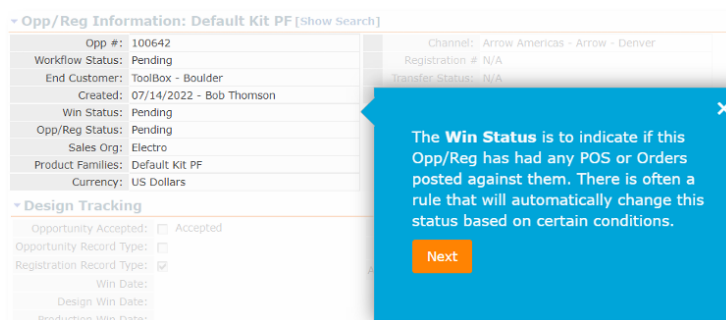 Opp/Reg Information: Default Kit PF [Show Search]
Opp #: 100642
Workflow Status: Pending
End Customer: ToolBox - Boulder
Created: 07/14/2022 - Bob Thomson
Win Status: Pending
Opp/Reg Status: Pending
Sales Org: Electro
Product Families: Default Kit PF
Currency: US Dollars
Channel: Arrow Americas - Arrow - Denver
Registration # N/A
Transfer Status: N/A
The Win Status is to indicate if this
Opp/Reg has had any POS or Orders
posted against them. There is often a
rule that will automatically change this
status based on certain conditions.
Next
Design Tracking
Opportunity Accepted: Accepted
Opportunity Record Type:
Registration Record Type:
Win Date:
Design Win Date:
Production Win Date: